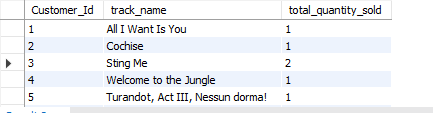 Customer_Id track_name total_quantity_sold
1 All I Want Is You 1
2 Cochise 1
3 Sting Me 2
4 Welcome to the Jungle 1
5 Turandot, Act III, Nessun dorma! 1